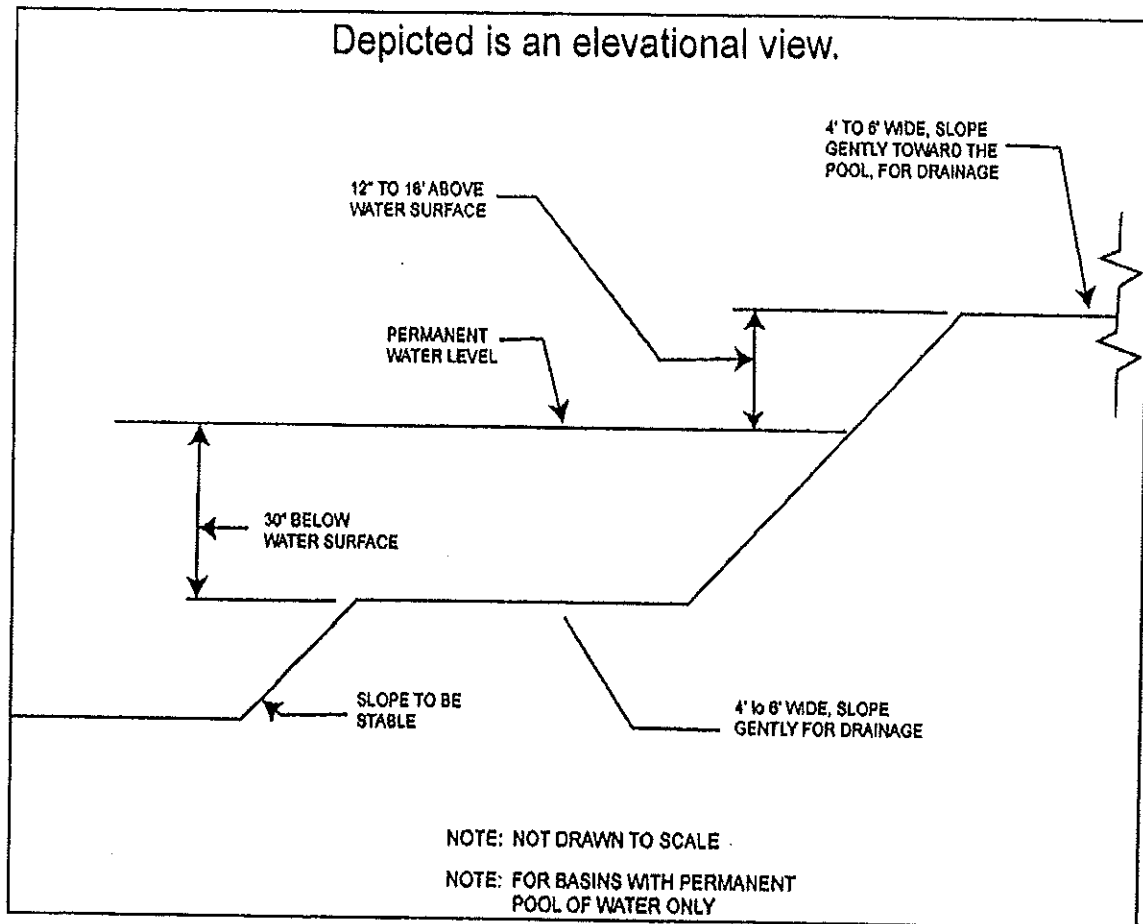 Depicted is an elevational view.
4' TO 6' WIDE, SLOPE
GENTLY TOWARD THE
POOL, FOR DRAINAGE
12" TO 18' ABOVE
WATER SURFACE
PERMANENT
WATER LEVEL
30" BELOW
WATER SURFACE
SLOPE TO BE
STABLE
4' to 6' WIDE, SLOPE
GENTLY FOR DRAINAGE
NOTE: NOT DRAWN TO SCALE
NOTE: FOR BASINS WITH PERMANENT
POOL OF WATER ONLY